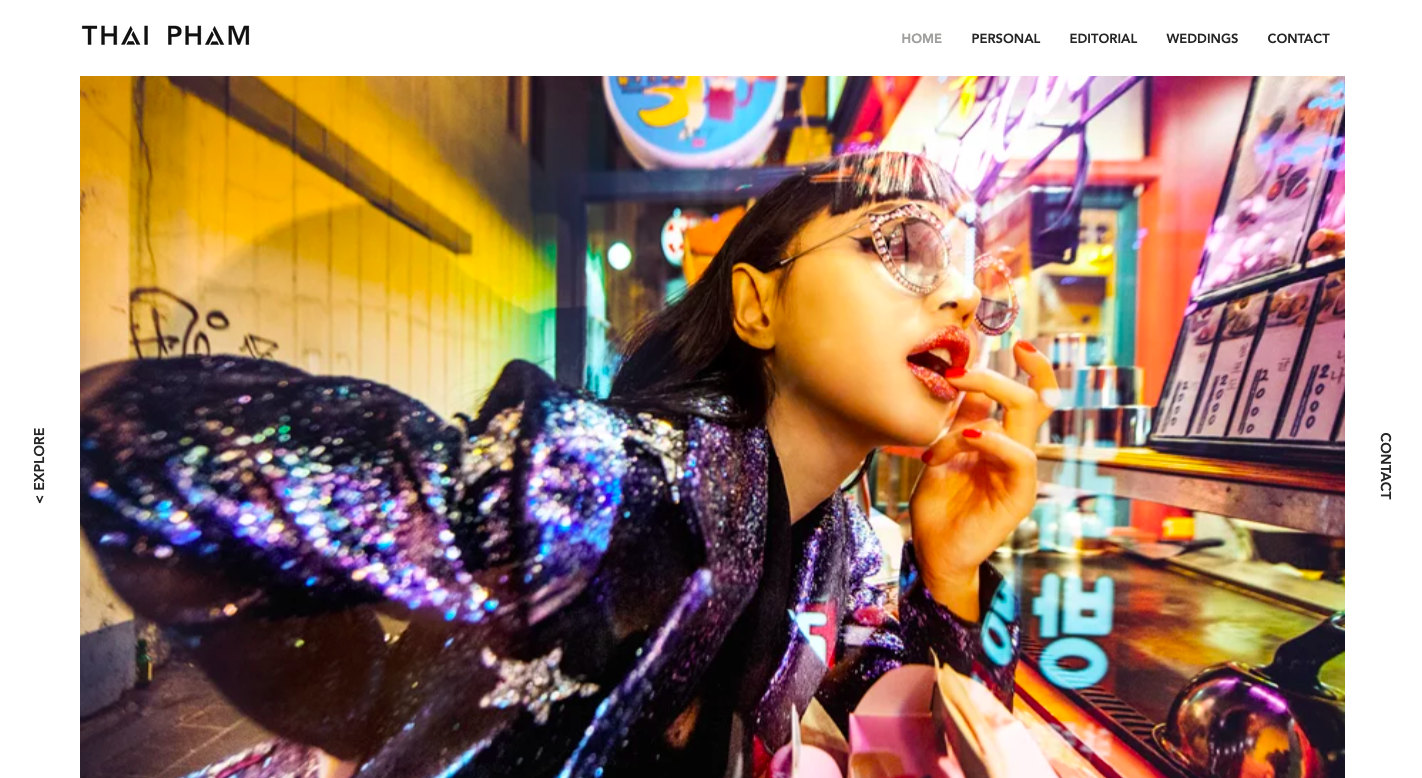 THAI PHAM
HOME PERSONAL EDITORIAL WEDDINGS CONTACT
< EXPLORE
CONTACT